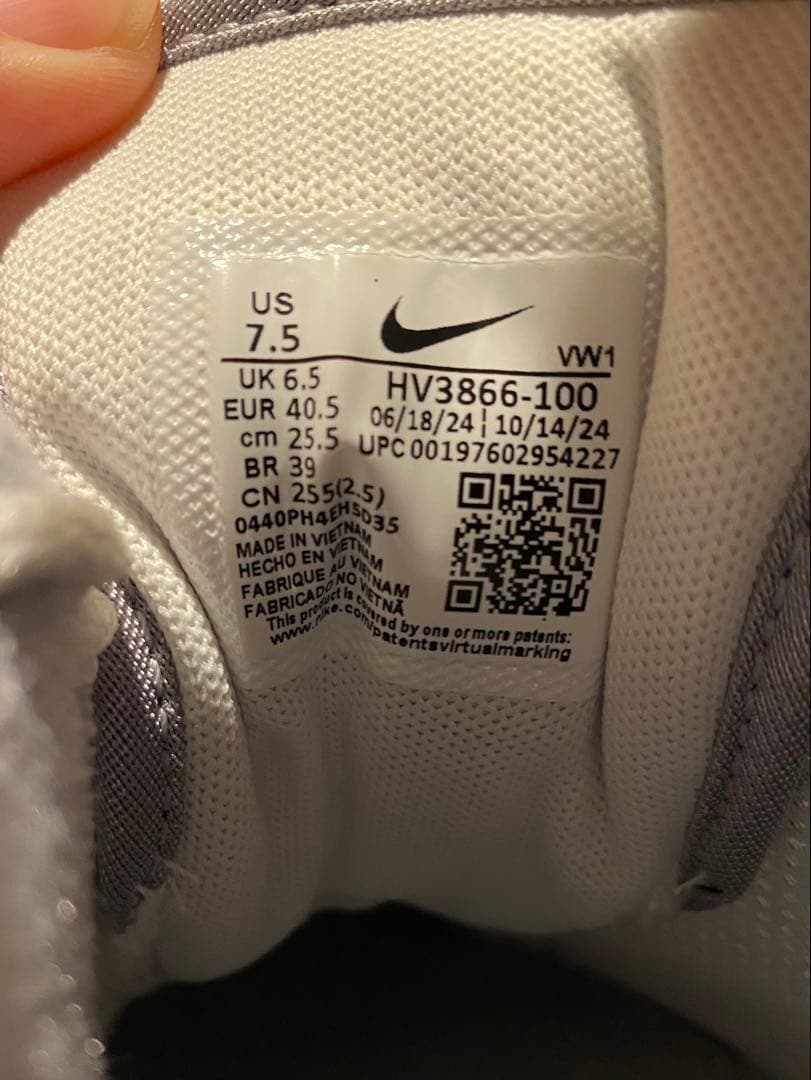 US
7.5
VW1
UK 6.5
HV3866-100
EUR 40.5
06/18/24 ¦ 10/14/24
cm 25.5
UPC 00197602954227
BR 39
CN 255(2.5)
0440PH4EHSD35
MADE IN VIETNAM
HECHO EN VIETNAM
FABRIQUE AU VIETNAM
FABRICADO NO VIETNÃ
This product is covered by one or more patents:
www.nike.com/patentsvirtualmarking